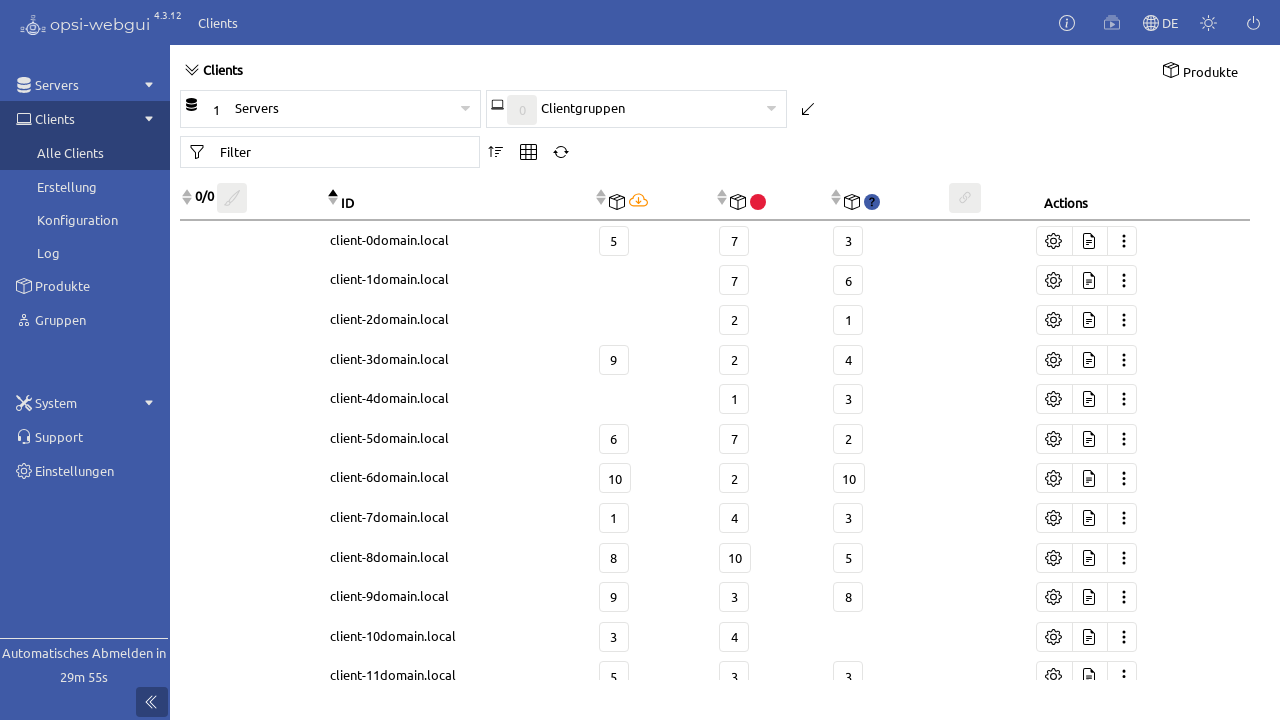 opsi-webgui 4.3.12 Clients DE
Servers
Clients
Alle Clients
Erstellung
Konfiguration
Log
Produkte
Gruppen
System
Support
Einstellungen
Automatisches Abmelden in
29m 55s
Clients Produkte
1 Servers 0 Clientgruppen
Filter
0/0 ID ? Actions
client-0domain.local 5 7 3
client-1domain.local 7 6
client-2domain.local 2 1
client-3domain.local 9 2 4
client-4domain.local 1 3
client-5domain.local 6 7 2
client-6domain.local 10 2 10
client-7domain.local 1 4 3
client-8domain.local 8 10 5
client-9domain.local 9 3 8
client-10domain.local 3 4
client-11domain.local 5 3 3